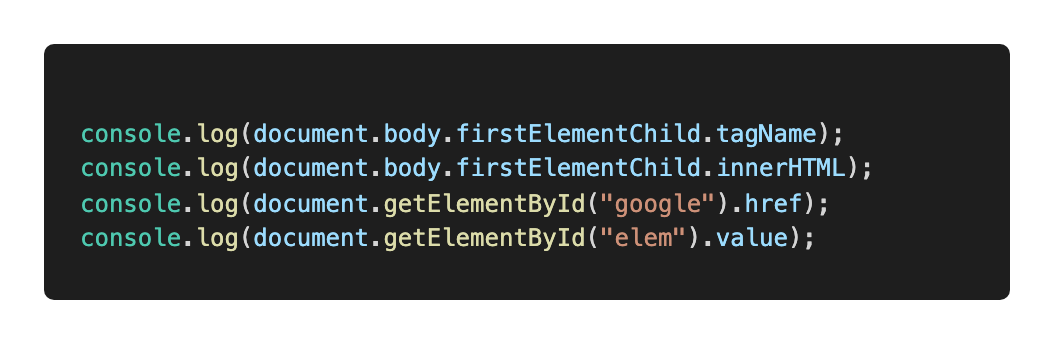 console.log(document.body.firstElementChild.tagName);
console.log(document.body.firstElementChild.innerHTML);
console.log(document.getElementById("google").href);
console.log(document.getElementById("elem").value);